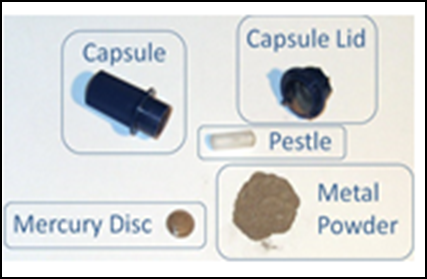 Capsule
Capsule Lid
Pestle
Metal
Powder
Mercury Disc